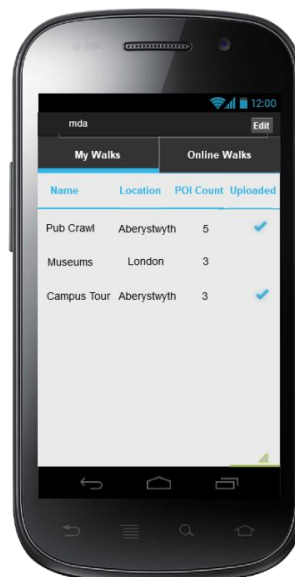 12:00
mda Edit
My Walks Online Walks
Name Location POI Count Uploaded
Pub Crawl Aberystwyth 5
Museums London 3
Campus Tour Aberystwyth 3